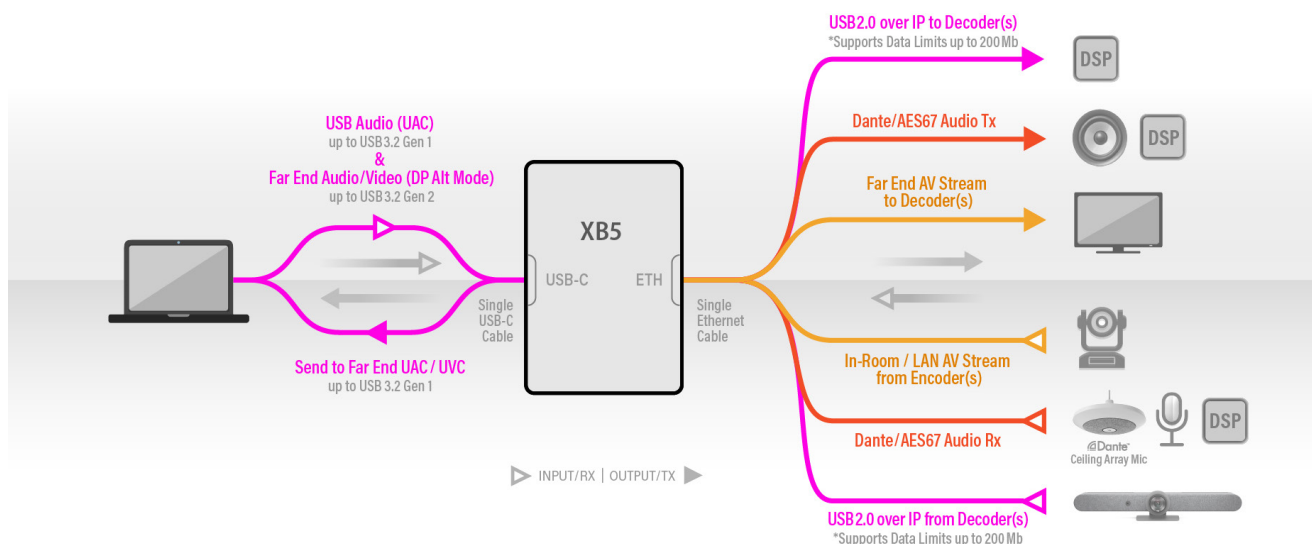 USB2.0 over IP to Decoder(s)
*Supports Data Limits up to 200 Mb
DSP
USB Audio (UAC)
up to USB 3.2 Gen 1
&
Far End Audio/Video (DP Alt Mode)
up to USB 3.2 Gen 2
Dante/AES67 Audio Tx
DSP
Far End AV Stream
to Decoder(s)
XB5
USB-C
ETH
Single
USB-C
Cable
Single
Ethernet
Cable
Send to Far End UAC / UVC
up to USB 3.2 Gen 1
In-Room / LAN AV Stream
from Encoder(s)
Dante/AES67 Audio Rx
DSP
Dante™
Ceiling Array Mic
INPUT/RX | OUTPUT/TX
USB2.0 over IP from Decoder(s)
*Supports Data Limits up to 200 Mb